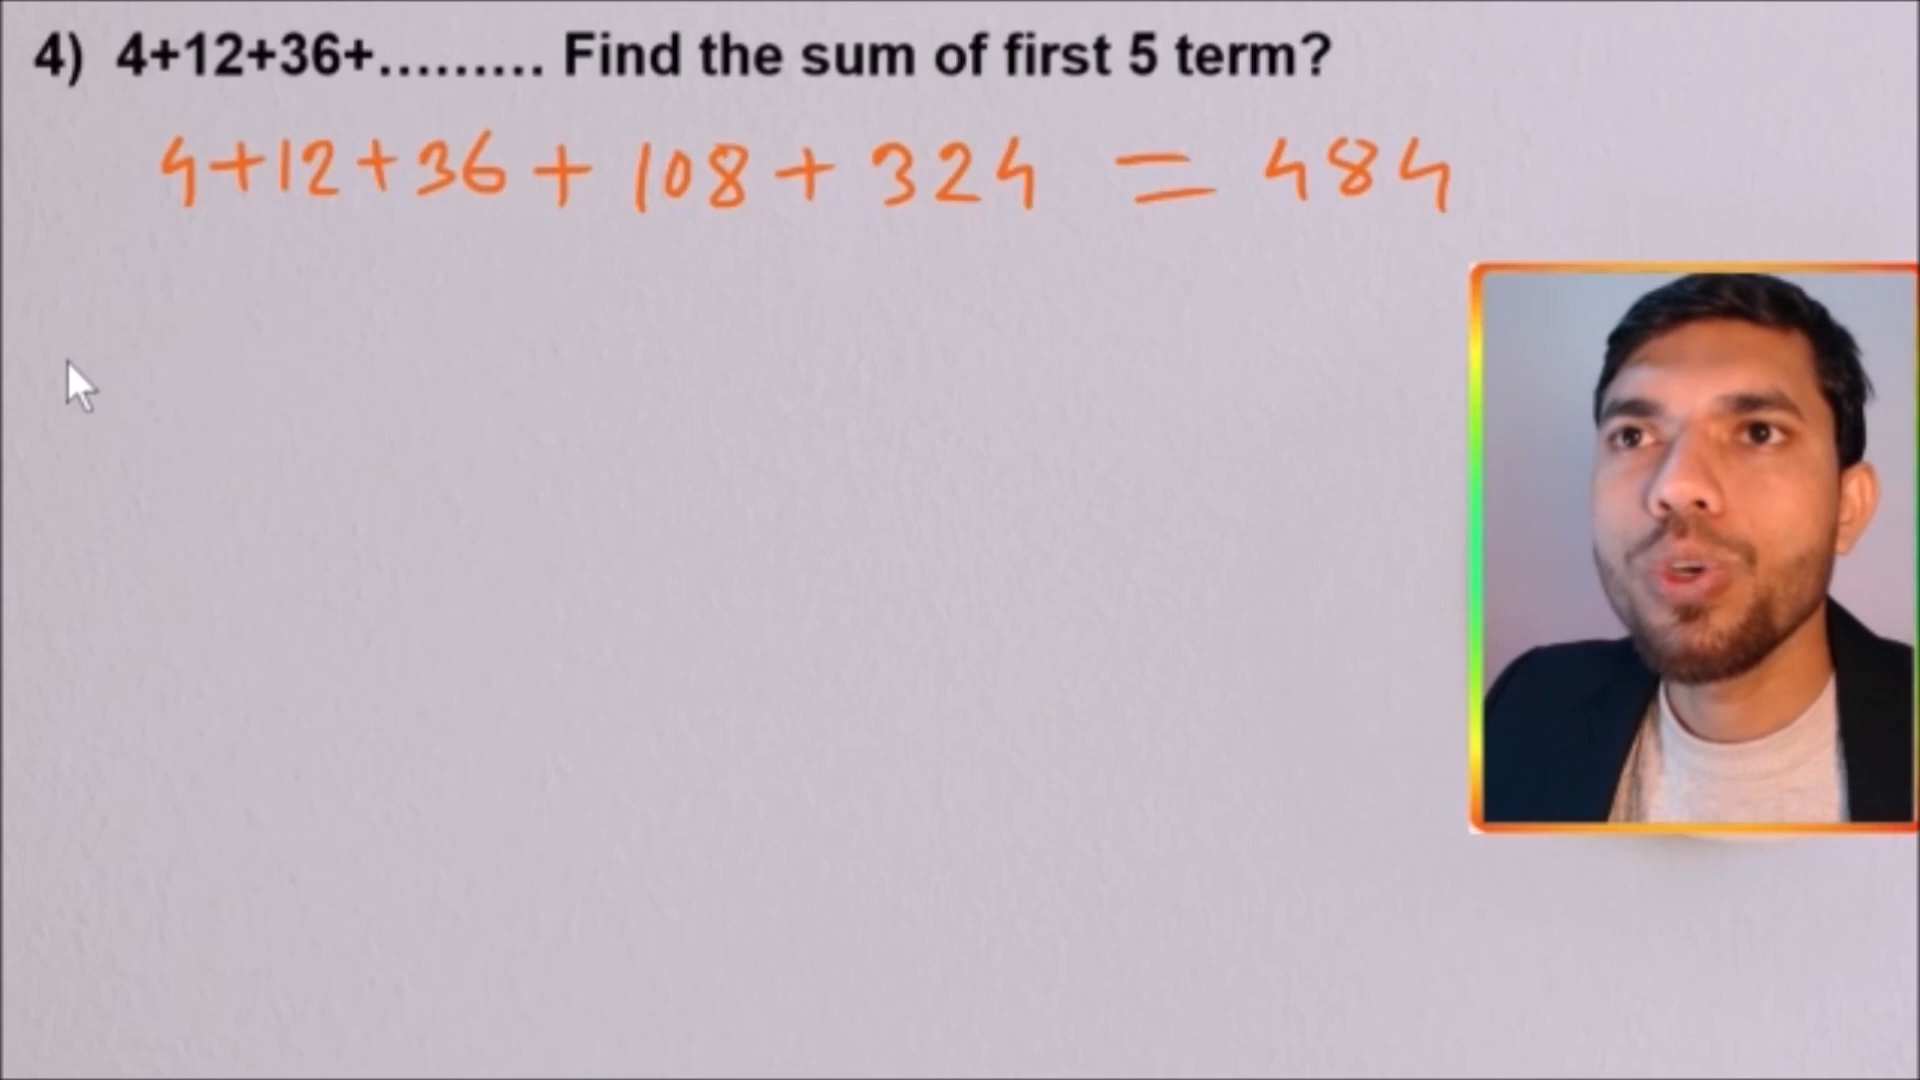 4) 4+12+36+......... Find the sum of first 5 term?
4+12+36+108+324 = 484